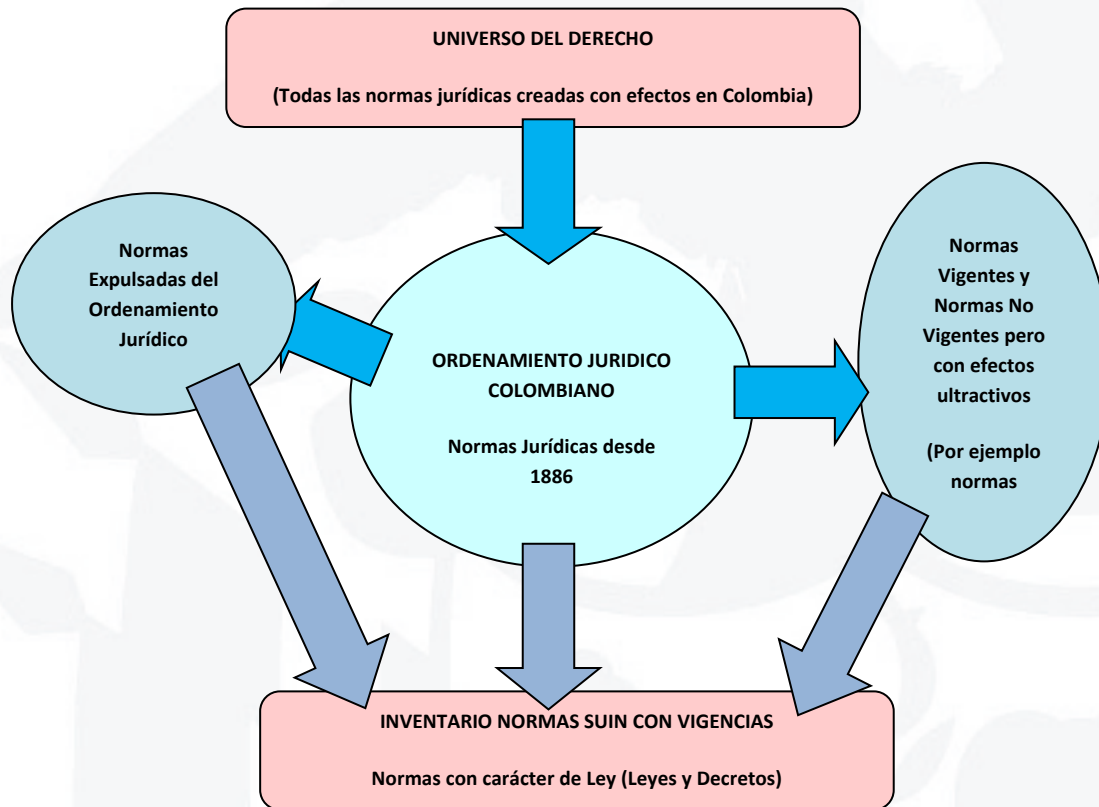 UNIVERSO DEL DERECHO
(Todas las normas jurídicas creadas con efectos en Colombia)
Normas
Expulsadas del
Ordenamiento
Jurídico
ORDENAMIENTO JURIDICO
COLOMBIANO
Normas Jurídicas desde
1886
Normas
Vigentes y
Normas No
Vigentes pero
con efectos
ultractivos
(Por ejemplo
normas
INVENTARIO NORMAS SUIN CON VIGENCIAS
Normas con carácter de Ley (Leyes y Decretos)